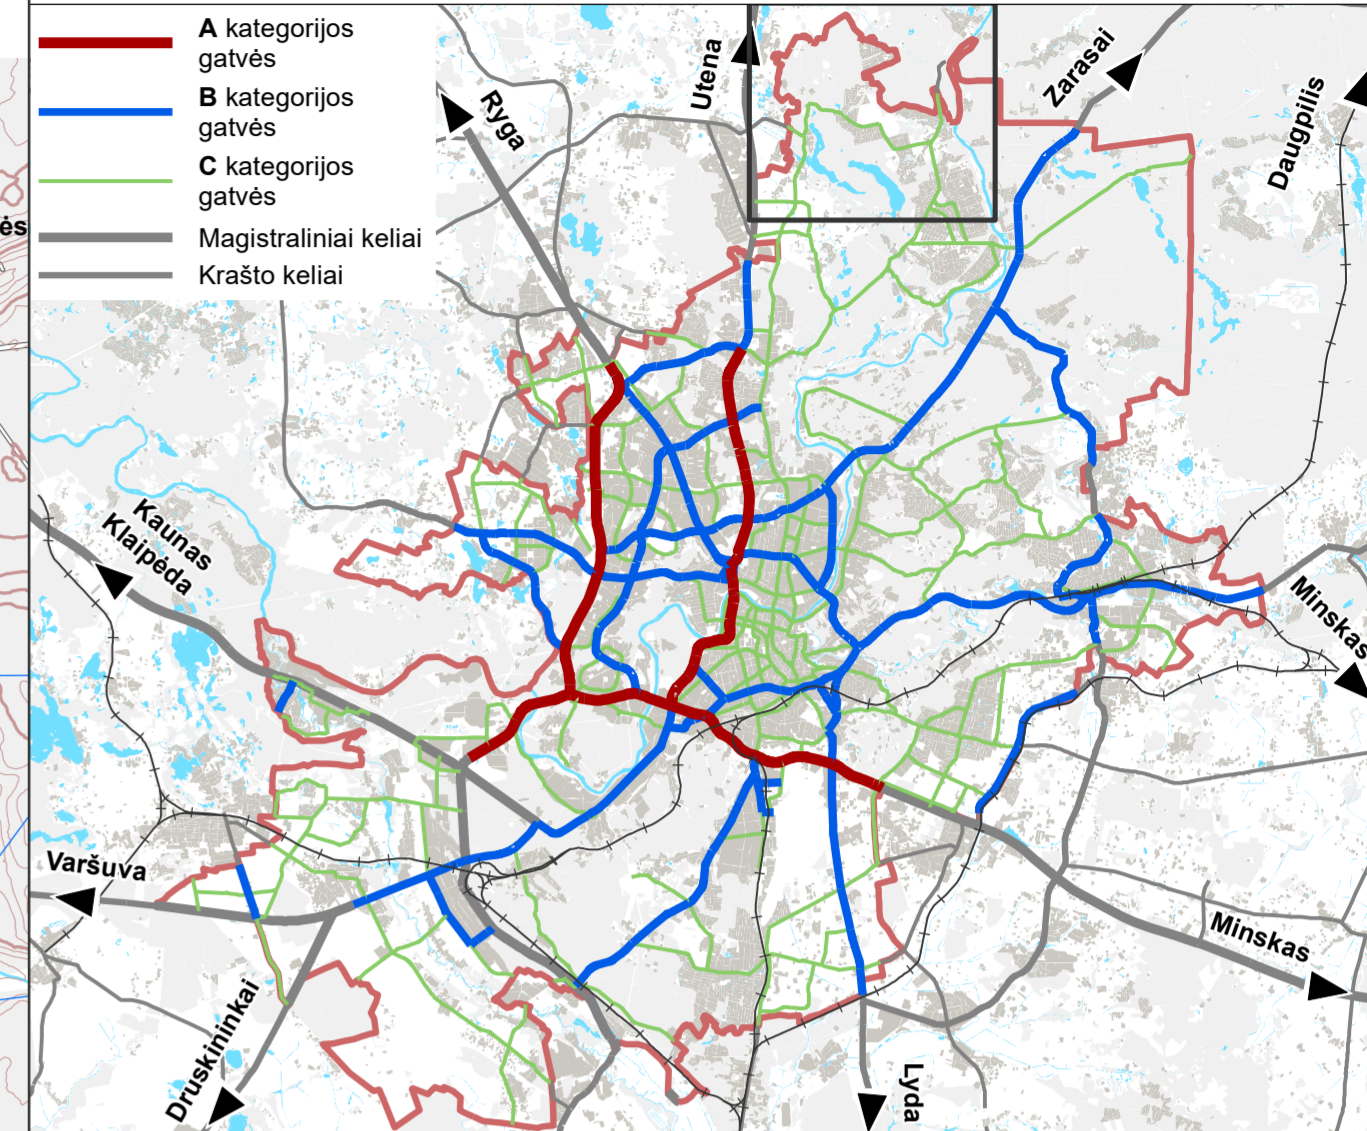 A kategorijos
gatvės
B kategorijos
gatvės
C kategorijos
gatvės
Magistraliniai keliai
Krašto keliai
ės
Ryga
Utena
Zarasai
Daugpilis
Kaunas
Klaipėda
Minskas
Varšuva
Minskas
Druskininkai
Lyda